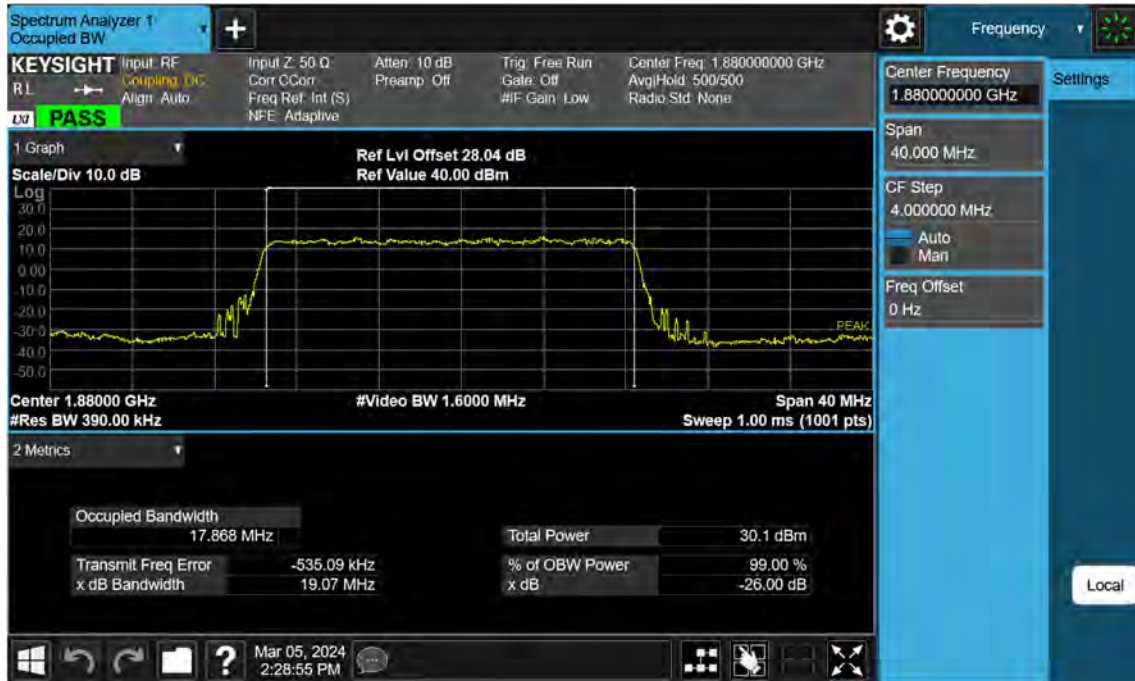 Spectrum Analyzer 1
Occupied BW
+
Frequency
KEYSIGHT Input: RF Input Z: 50 Ω Atten: 10 dB Trig: Free Run Center Freq: 1.880000000 GHz
RL Coupling: DC Corr CCorr Preamp: Off Gate: Off Avg|Hold: 500/500
Align: Auto Freq Ref: Int (S) #IF Gain: Low Radio Std: None
LXI PASS NFE: Adaptive
1 Graph
Ref Lvl Offset 28.04 dB
Scale/Div 10.0 dB Ref Value 40.00 dBm
Log
30.0
20.0
10.0
0.00
-10.0
-20.0
-30.0
-40.0
-50.0
PEAK
Center 1.88000 GHz #Video BW 1.6000 MHz Span 40 MHz
#Res BW 390.00 kHz Sweep 1.00 ms (1001 pts)
2 Metrics
Occupied Bandwidth
17.868 MHz Total Power 30.1 dBm
Transmit Freq Error -535.09 kHz % of OBW Power 99.00 %
x dB Bandwidth 19.07 MHz x dB -26.00 dB
?
Mar 05, 2024
2:28:55 PM
Center Frequency
1.880000000 GHz
Settings
Span
40.000 MHz
CF Step
4.000000 MHz
Auto
Man
Freq Offset
0 Hz
Local